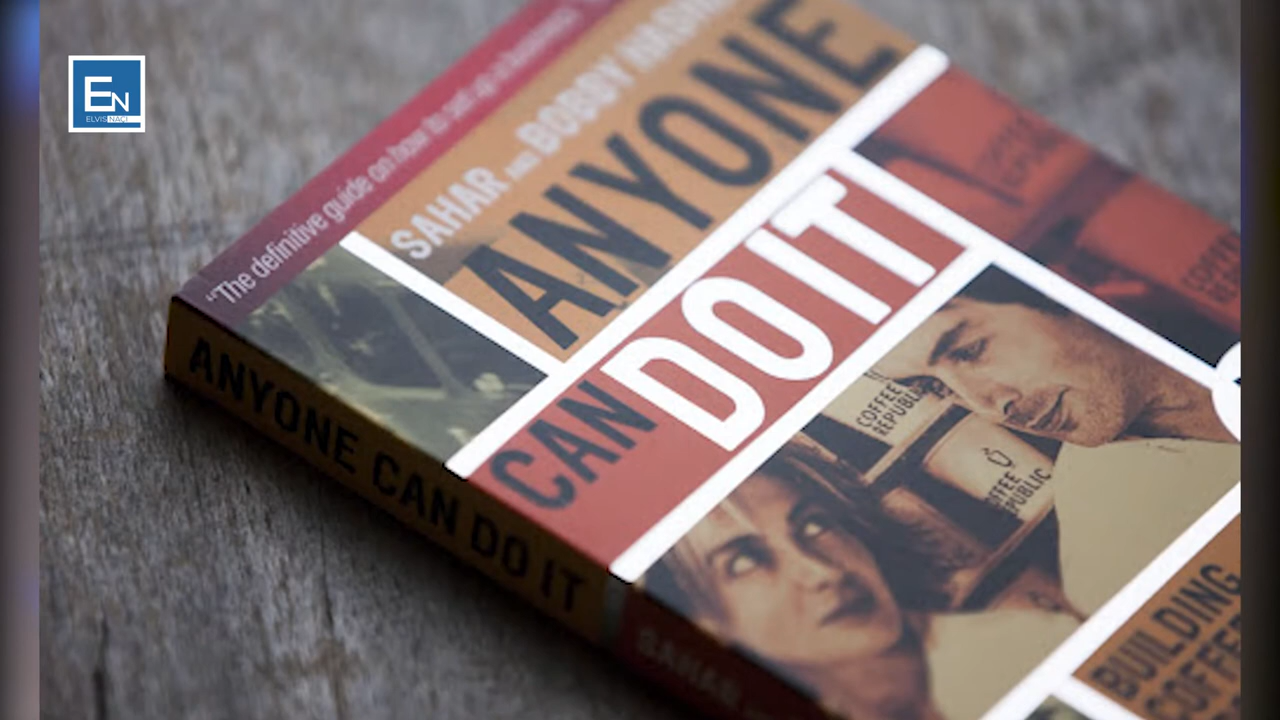 EN
ELVIS NAÇI
"The definitive guide on how to set up a business"
SAHAR AND BOBBY HASHEMI
ANYONE
CAN DO IT
COFFEE
REPUBLIC
COFFEE
REPUBLIC
BUILDING
COFFEE
ANYONE CAN DO IT
SAHAR